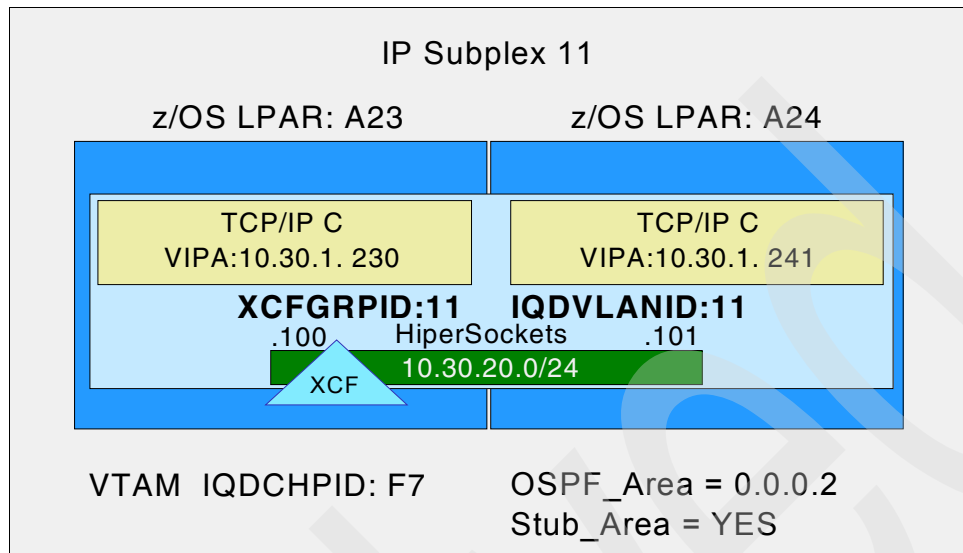 IP Subplex 11
z/OS LPAR: A23 z/OS LPAR: A24
TCP/IP C
VIPA:10.30.1. 230
TCP/IP C
VIPA:10.30.1. 241
XCFGRPID:11 IQDVLANID:11
.100 HiperSockets .101
10.30.20.0/24
XCF
VTAM IQDCHPID: F7
OSPF_Area = 0.0.0.2
Stub_Area = YES